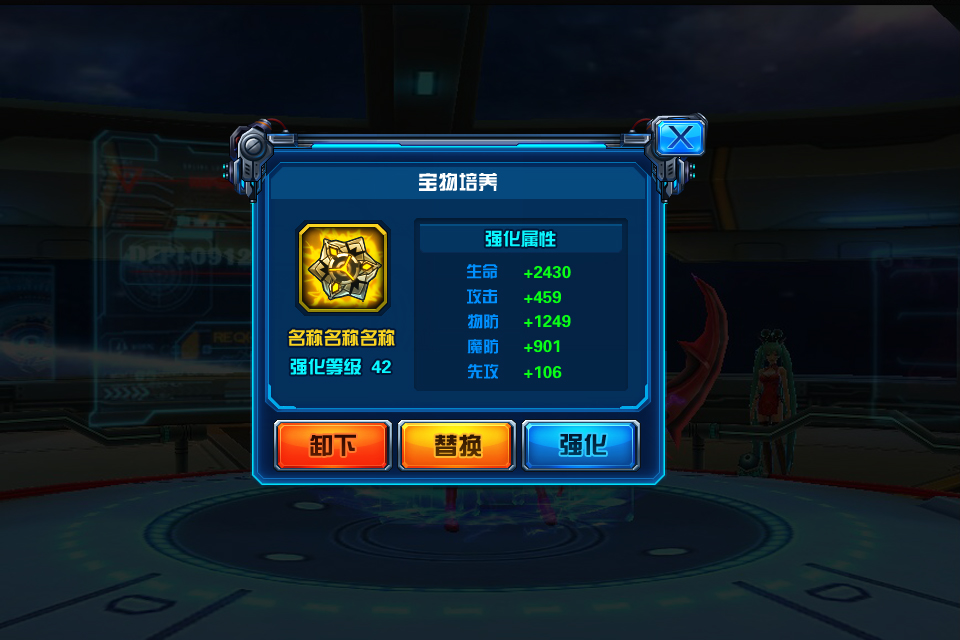 宝物培养
强化属性
生命 +2430
攻击 +459
物防 +1249
魔防 +901
先攻 +106
名称名称名称
强化等级 42
卸下
替换
强化
DEPT-0912